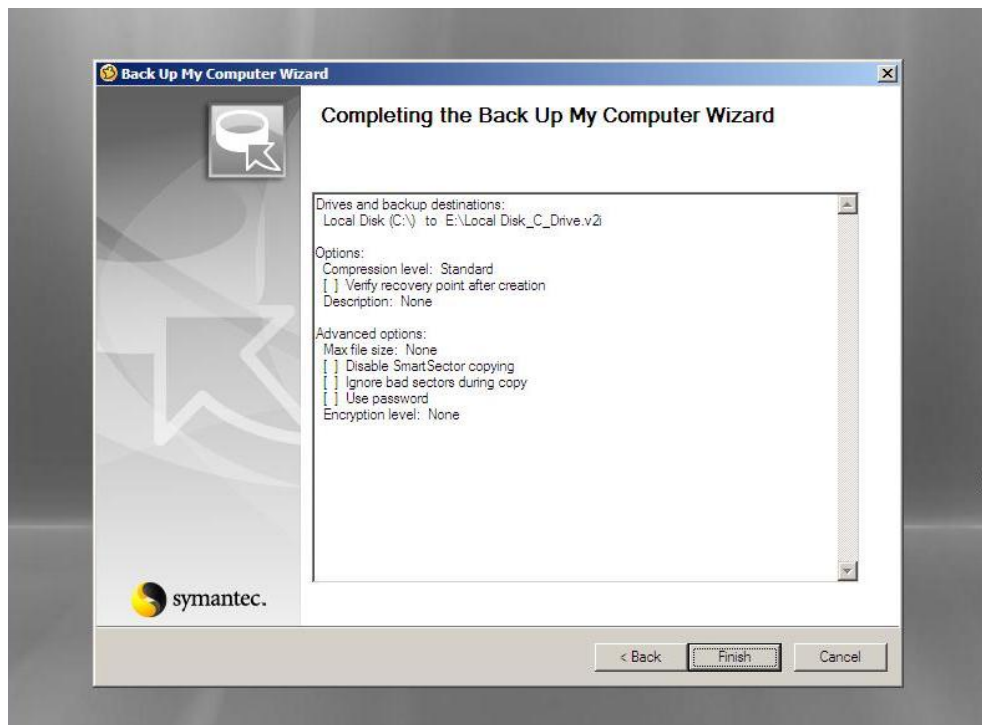 Back Up My Computer Wizard
Completing the Back Up My Computer Wizard
Drives and backup destinations:
Local Disk (C:\) to E:\Local Disk_C_Drive.v2i
Options:
Compression level: Standard
[ ] Verify recovery point after creation
Description: None
Advanced options:
Max file size: None
[ ] Disable SmartSector copying
[ ] Ignore bad sectors during copy
[ ] Use password
Encryption level: None
symantec.
< Back
Finish
Cancel